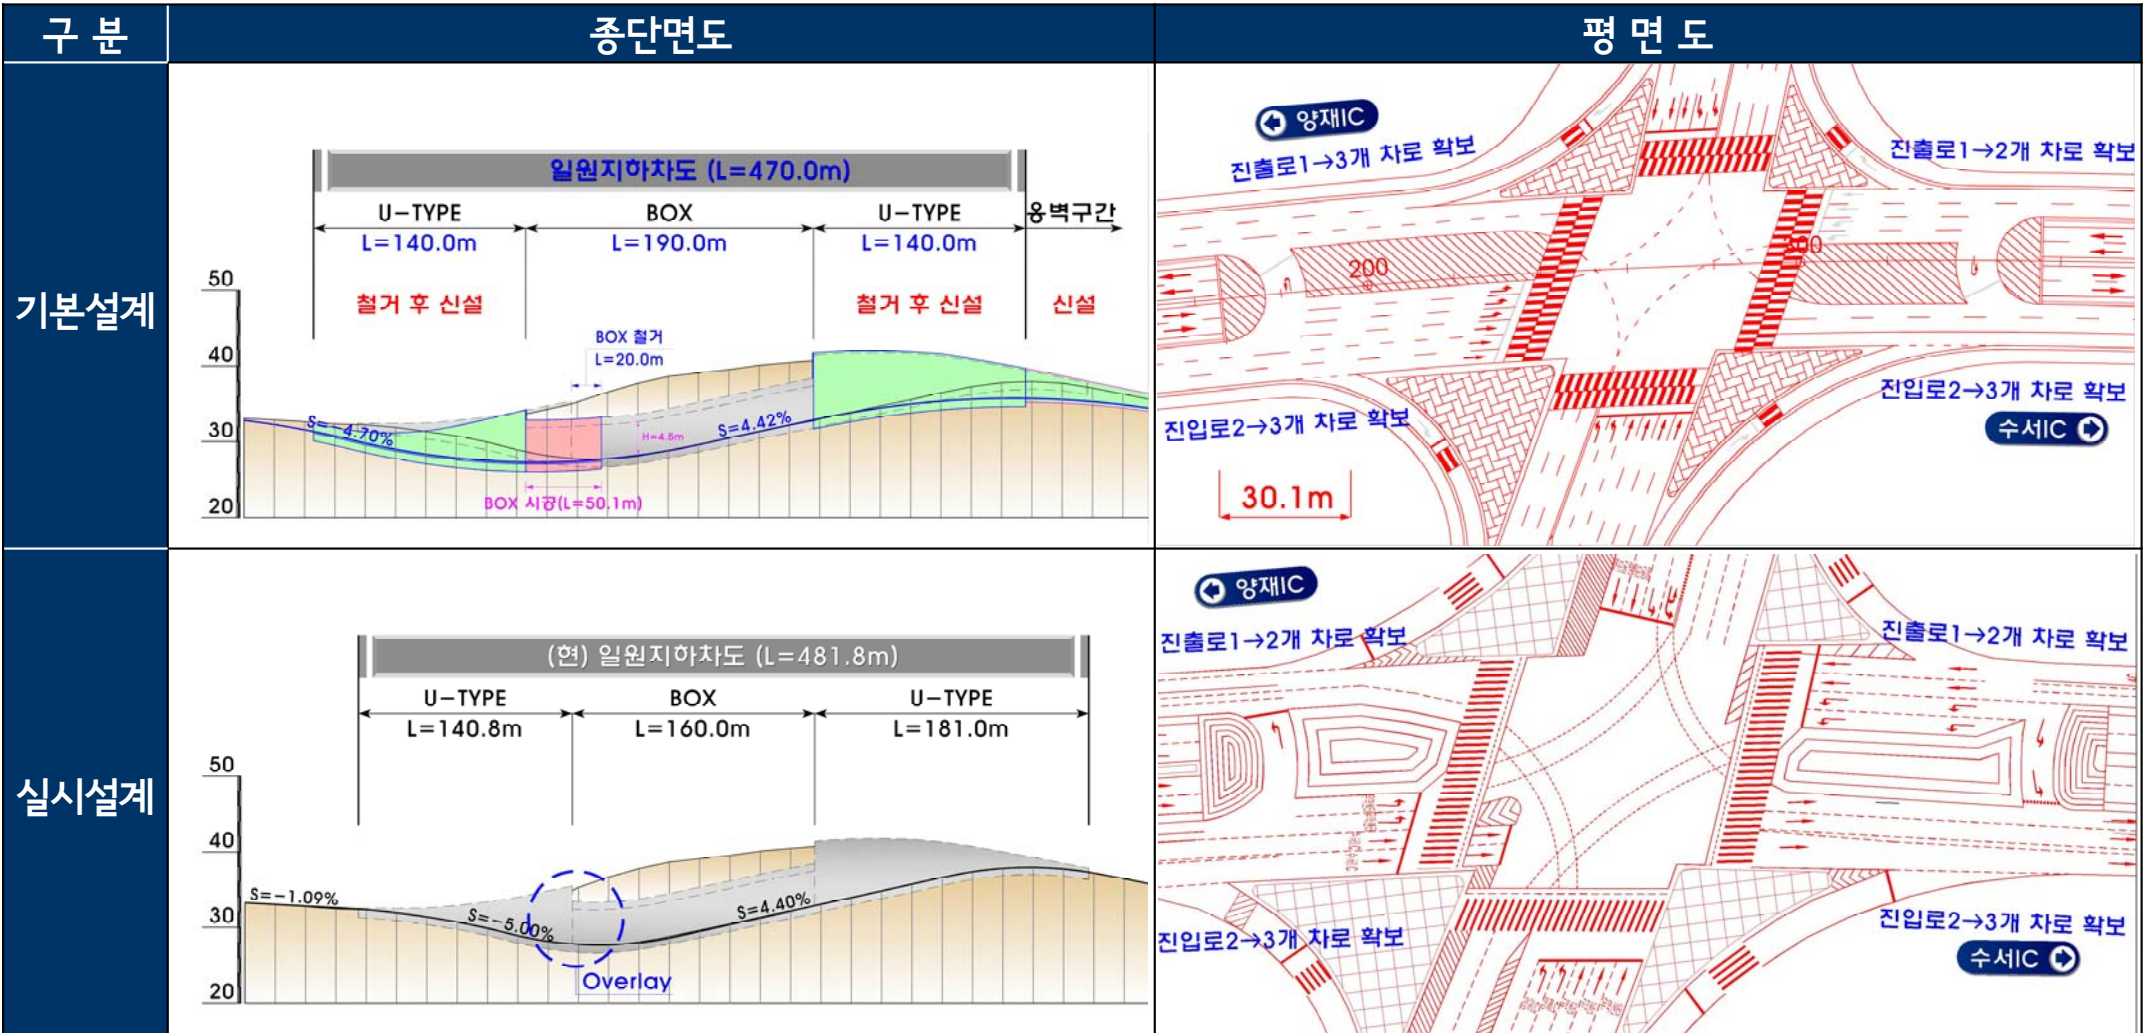 구 분
종단면도
평 면 도
기본설계
일원지하차도 (L=470.0m)
U-TYPE
BOX
U-TYPE
옹벽구간
L=140.0m
L=190.0m
L=140.0m
철거 후 신설
철거 후 신설
신설
BOX 철거
L=20.0m
50
40
30
20
S=-4.70%
H=4.5m
S=4.42%
BOX 시공(L=50.1m)
양재IC
진출로1→3개 차로 확보
진출로1→2개 차로 확보
200
300
진입로2→3개 차로 확보
진입로2→3개 차로 확보
수서IC
30.1m
실시설계
(현) 일원지하차도 (L=481.8m)
U-TYPE
BOX
U-TYPE
L=140.8m
L=160.0m
L=181.0m
50
40
30
20
S=-1.09%
S=-5.00%
S=4.40%
Overlay
양재IC
진출로1→2개 차로 확보
진출로1→2개 차로 확보
진입로2→3개 차로 확보
진입로2→3개 차로 확보
수서IC